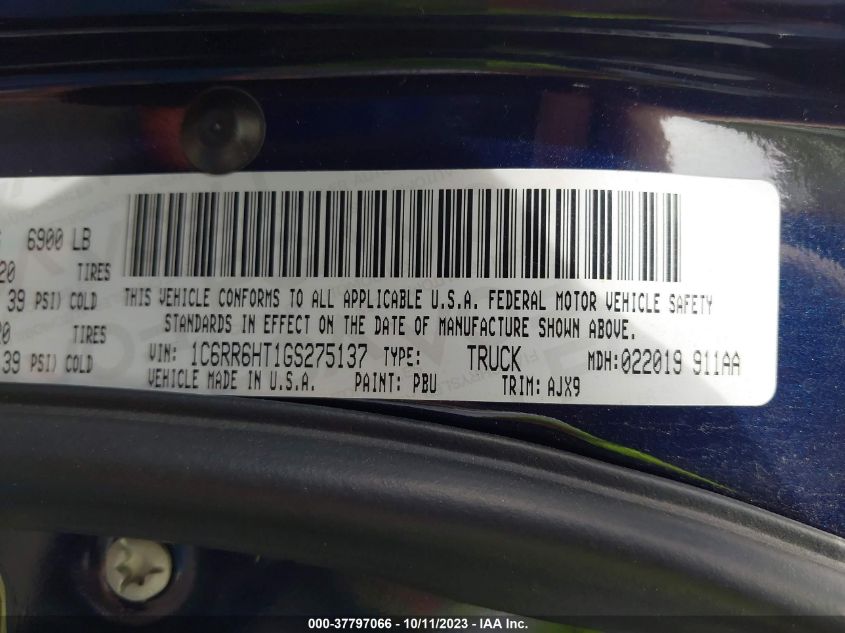 6900 LB
20 TIRES
39 PSI) COLD
20 TIRES
39 PSI) COLD
THIS VEHICLE CONFORMS TO ALL APPLICABLE U.S.A. FEDERAL MOTOR VEHICLE SAFETY
STANDARDS IN EFFECT ON THE DATE OF MANUFACTURE SHOWN ABOVE.
VIN: 1C6RR6HT1GS275137 TYPE: TRUCK MDH:022019 911AA
VEHICLE MADE IN U.S.A. PAINT: PBU TRIM: AJX9
000-37797066 - 10/11/2023 - IAA Inc.